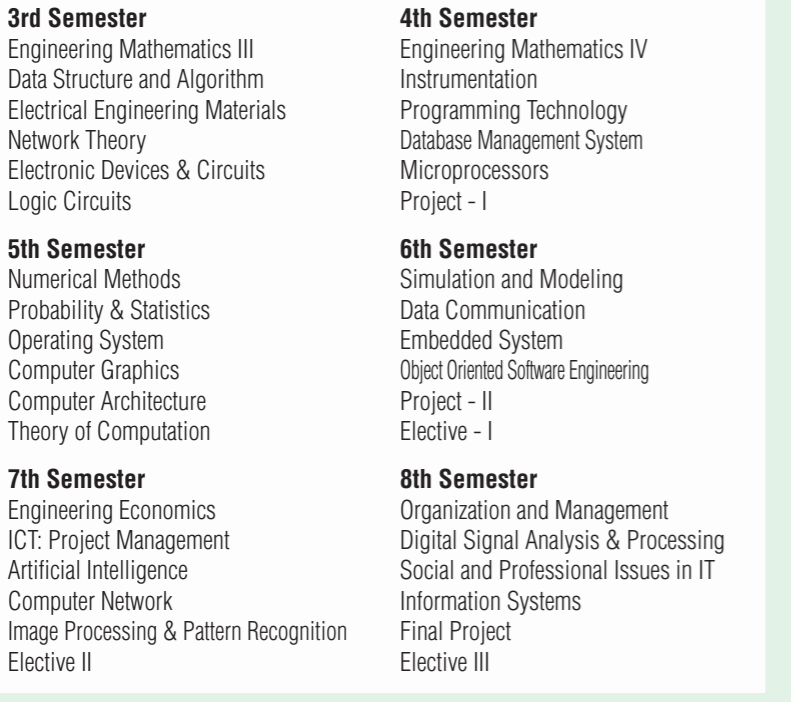 3rd Semester
Engineering Mathematics III
Data Structure and Algorithm
Electrical Engineering Materials
Network Theory
Electronic Devices & Circuits
Logic Circuits
4th Semester
Engineering Mathematics IV
Instrumentation
Programming Technology
Database Management System
Microprocessors
Project - I
5th Semester
Numerical Methods
Probability & Statistics
Operating System
Computer Graphics
Computer Architecture
Theory of Computation
6th Semester
Simulation and Modeling
Data Communication
Embedded System
Object Oriented Software Engineering
Project - II
Elective - I
7th Semester
Engineering Economics
ICT: Project Management
Artificial Intelligence
Computer Network
Image Processing & Pattern Recognition
Elective II
8th Semester
Organization and Management
Digital Signal Analysis & Processing
Social and Professional Issues in IT
Information Systems
Final Project
Elective III